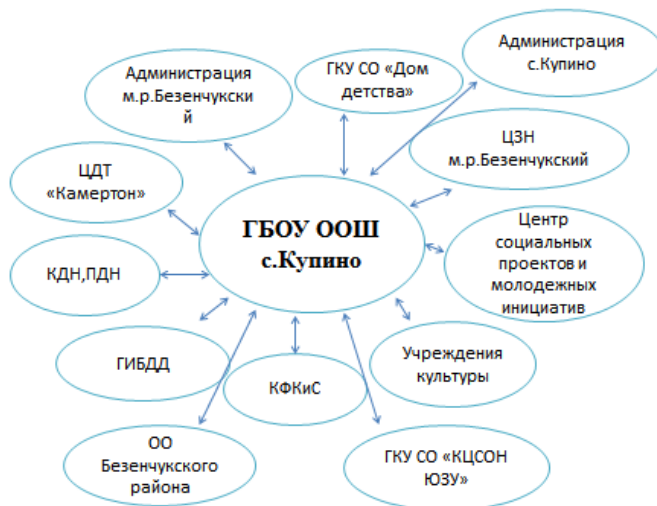 Администрация
м.р.Безенчукски
й
ГКУ СО «Дом
детства»
Администрация
с.Купино
ЦЗН
м.р.Безенчукский
ЦДТ
«Камертон»
ГБОУ ООШ
с.Купино
Центр
социальных
проектов и
молодежных
инициатив
КДН,ПДН
ГИБДД
КФКиС
Учреждения
культуры
ОО
Безенчукского
района
ГКУ СО «КЦСОН
ЮЗУ»